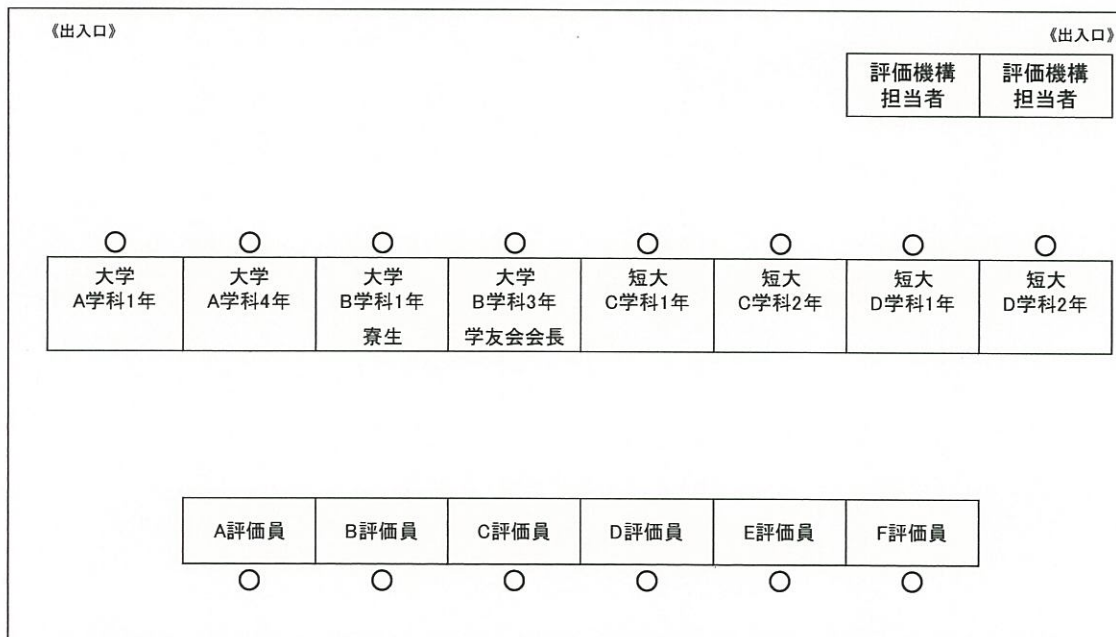 《出入口》
《出入口》
評価機構
担当者
評価機構
担当者
大学
A学科1年
大学
A学科4年
大学
B学科1年
寮生
大学
B学科3年
学友会会長
短大
C学科1年
短大
C学科2年
短大
D学科1年
短大
D学科2年
A評価員
B評価員
C評価員
D評価員
E評価員
F評価員